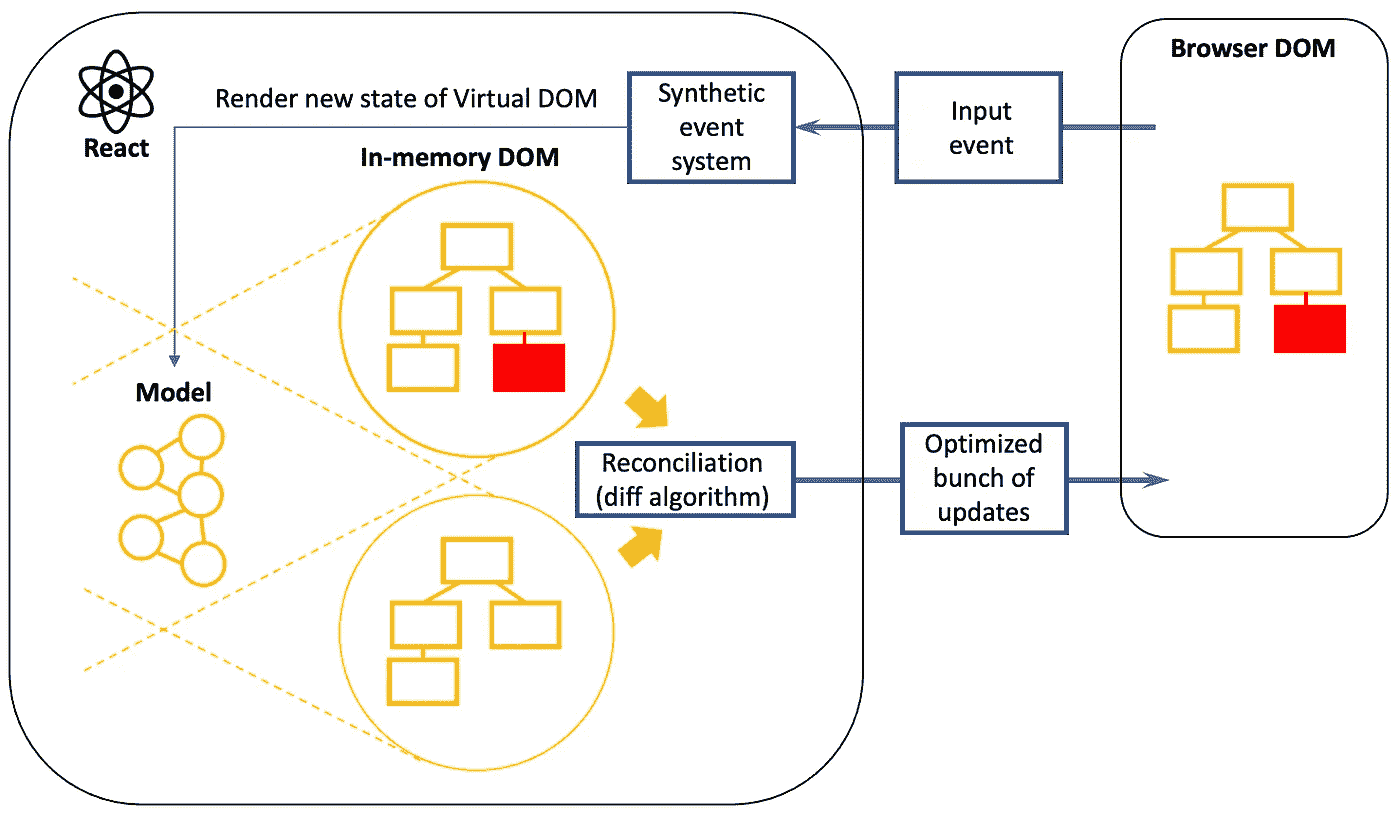 Browser DOM
React
Render new state of Virtual DOM
Synthetic
event
system
Input
event
In-memory DOM
Model
Reconciliation
(diff algorithm)
Optimized
bunch of
updates